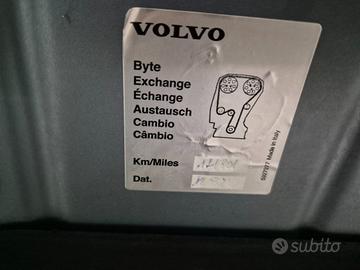 VOLVO
Byte
Exchange
Échange
Austausch
Cambio
Câmbio
Km/Miles
Dat.
Made in Italy
subito